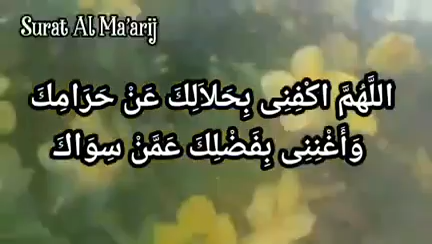 Surat Al Ma'arij
اللَّهُمَّ اكْفِنِى بِحَلاَلِكَ عَنْ حَرَامِكَ
وَأَغْنِنِى بِفَضْلِكَ عَمَّنْ سِوَاكَ